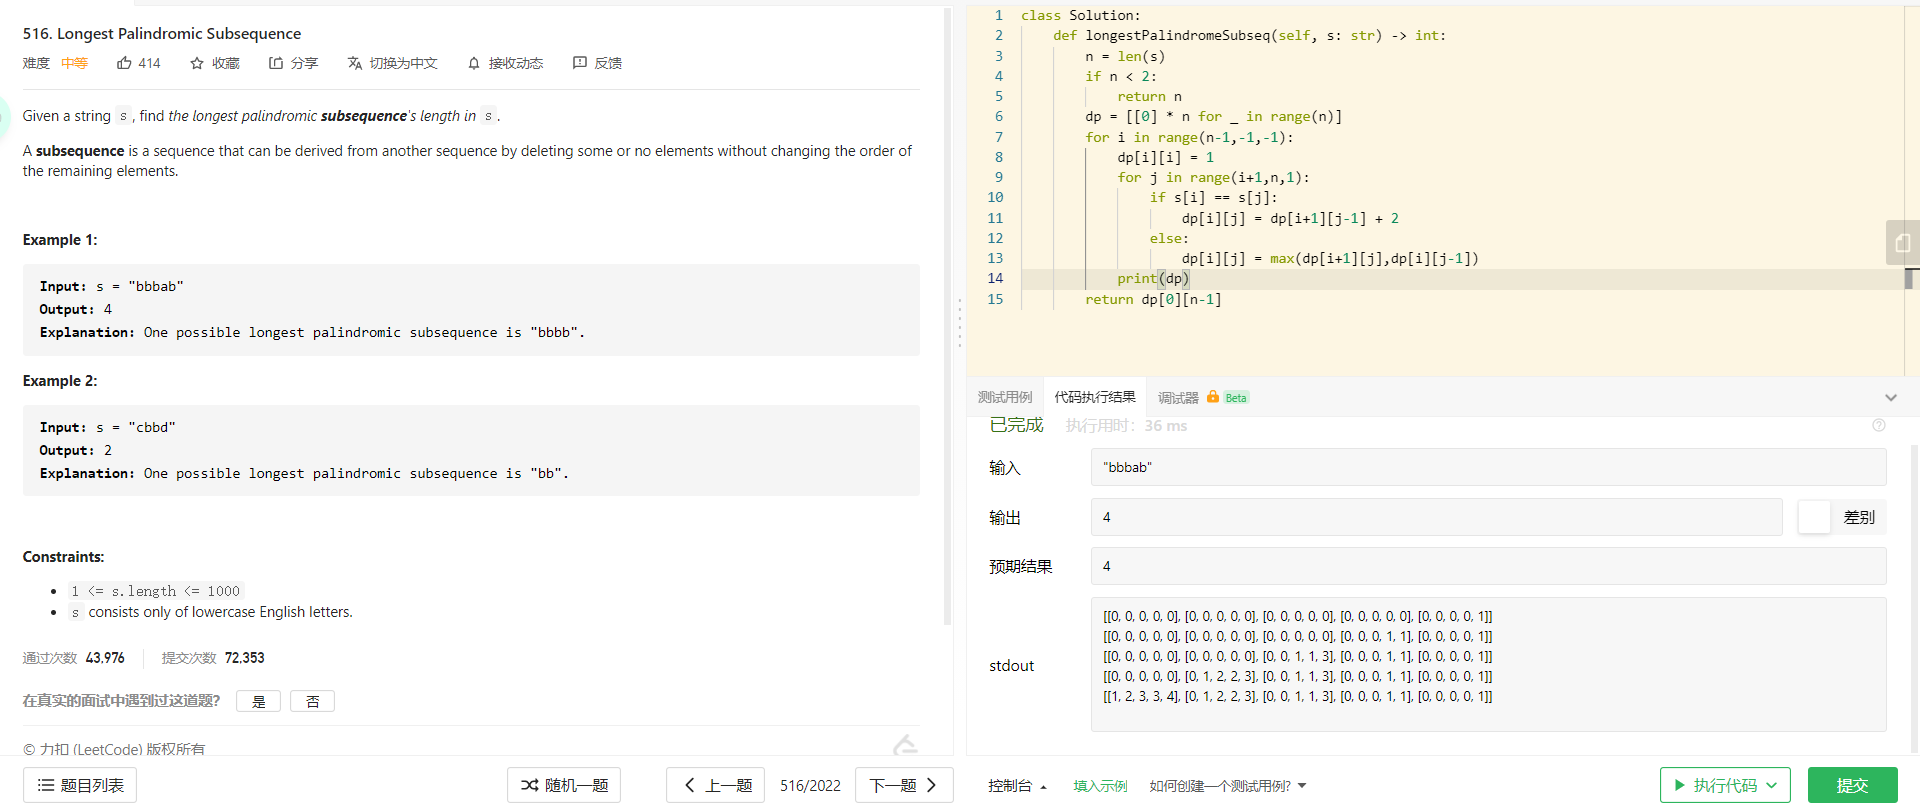 516. Longest Palindromic Subsequence
难度 中等 414 收藏 分享 切换为中文 接收动态 反馈
Given a string s , find the longest palindromic subsequence's length in s .
A subsequence is a sequence that can be derived from another sequence by deleting some or no elements without changing the order of
the remaining elements.
Example 1:
Input: s = "bbbab"
Output: 4
Explanation: One possible longest palindromic subsequence is "bbbb".
Example 2:
Input: s = "cbbd"
Output: 2
Explanation: One possible longest palindromic subsequence is "bb".
Constraints:
1 <= s.length <= 1000
s consists only of lowercase English letters.
通过次数 43,976 提交次数 72,353
在真实的面试中遇到过这道题? 是 否
© 力扣 (LeetCode) 版权所有
题目列表 随机一题 上一题 516/2022 下一题
1 class Solution:
2 def longestPalindromeSubseq(self, s: str) -> int:
3 n = len(s)
4 if n < 2:
5 return n
6 dp = [[0] * n for _ in range(n)]
7 for i in range(n-1,-1,-1):
8 dp[i][i] = 1
9 for j in range(i+1,n,1):
10 if s[i] == s[j]:
11 dp[i][j] = dp[i+1][j-1] + 2
12 else:
13 dp[i][j] = max(dp[i+1][j],dp[i][j-1])
14 print(dp)
15 return dp[0][n-1]
测试用例 代码执行结果 调试器 Beta
已完成 执行用时: 36 ms
输入 "bbbab"
输出 4 差别
预期结果 4
stdout
[[0, 0, 0, 0, 0], [0, 0, 0, 0, 0], [0, 0, 0, 0, 0], [0, 0, 0, 0, 0], [0, 0, 0, 0, 1]]
[[0, 0, 0, 0, 0], [0, 0, 0, 0, 0], [0, 0, 0, 0, 0], [0, 0, 0, 1, 1], [0, 0, 0, 0, 1]]
[[0, 0, 0, 0, 0], [0, 0, 0, 0, 0], [0, 0, 1, 1, 3], [0, 0, 0, 1, 1], [0, 0, 0, 0, 1]]
[[0, 0, 0, 0, 0], [0, 1, 2, 2, 3], [0, 0, 1, 1, 3], [0, 0, 0, 1, 1], [0, 0, 0, 0, 1]]
[[1, 2, 3, 3, 4], [0, 1, 2, 2, 3], [0, 0, 1, 1, 3], [0, 0, 0, 1, 1], [0, 0, 0, 0, 1]]
控制台 填入示例 如何创建一个测试用例? 执行代码 提交